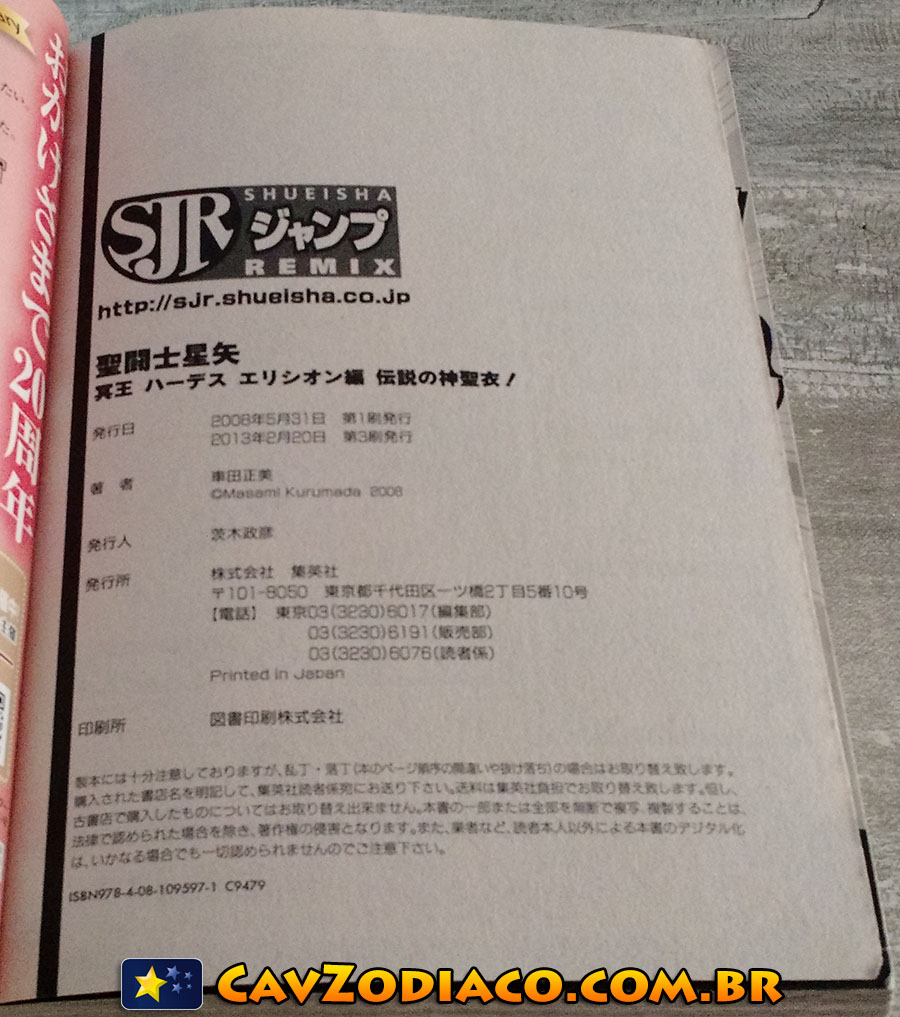 SHUEISHA
SJR ジャンプ
REMIX
http://sjr.shueisha.co.jp
聖闘士星矢
冥王 ハーデス エリシオン編 伝説の神聖衣!
発行日 2008年5月31日 第1刷発行
2013年2月20日 第3刷発行
著者 車田正美
©Masami Kurumada 2008
発行人 茨木政彦
発行所 株式会社 集英社
〒101-8050 東京都千代田区一ツ橋2丁目5番10号
【電話】 東京03(3230)6017(編集部)
03(3230)6191(販売部)
03(3230)6076(読者係)
Printed in Japan
印刷所 図書印刷株式会社
製本には十分注意しておりますが、乱丁・落丁(本のページ順序の間違いや抜け落ち)の場合はお取り替え致します。
購入された書店名を明記して、集英社読者係宛にお送り下さい。送料は集英社負担でお取り替え致します。但し、
古書店で購入したものについてはお取り替え出来ません。本書の一部または全部を無断で複写、複製することは、
法律で認められた場合を除き、著作権の侵害となります。また、業者など、読者本人以外による本書のデジタル化
は、いかなる場合でも一切認められませんのでご注意下さい。
ISBN978-4-08-109597-1 C9479
20周年
CAVZODIACO.COM.BR